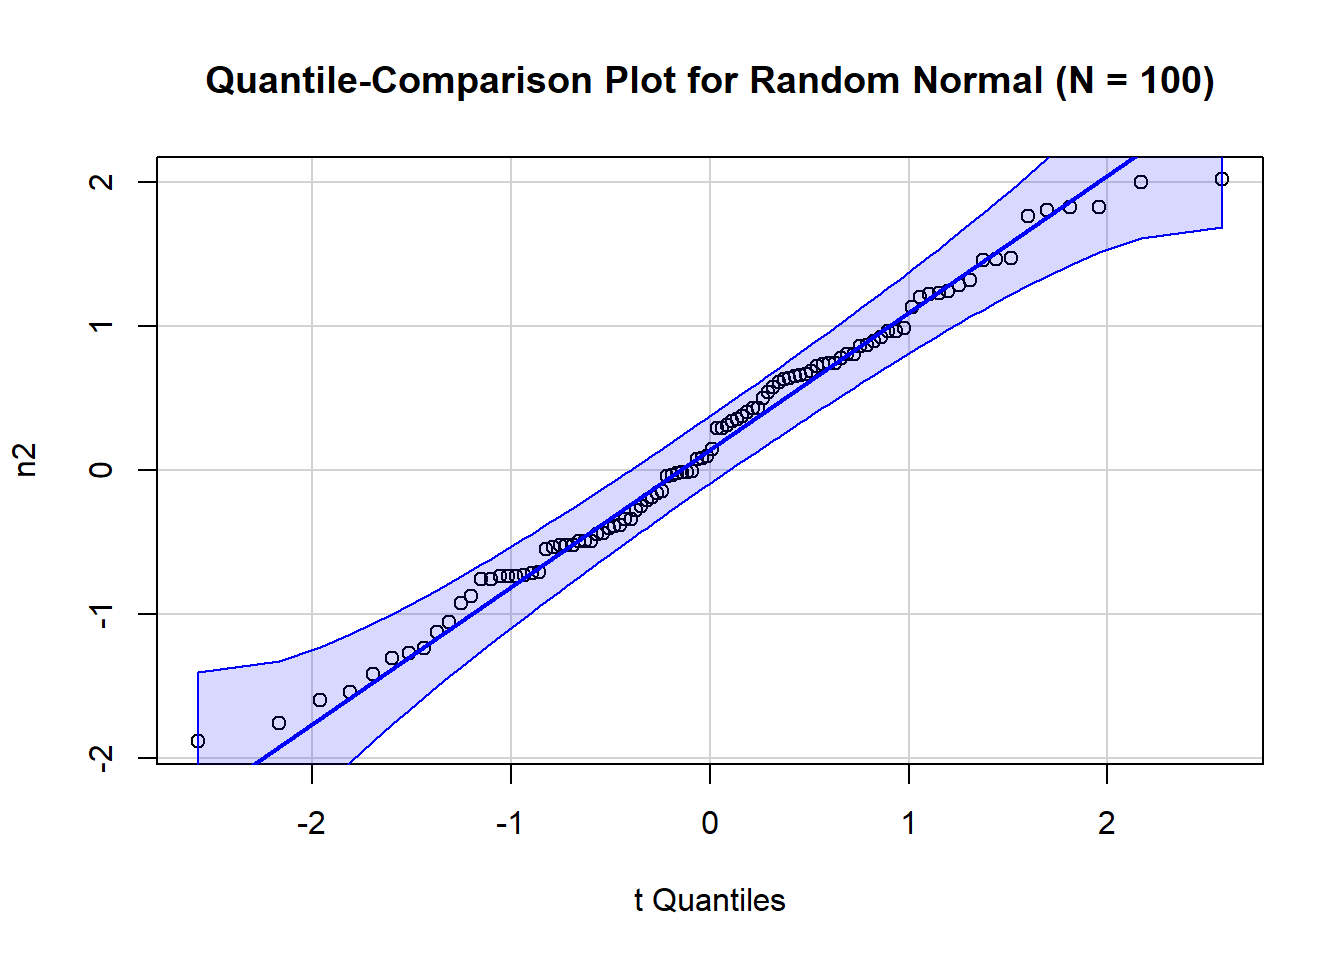 Quantile-Comparison Plot for Random Normal (N = 100)
n2
2
1
0
-1
-2
-2 -1 0 1 2
t Quantiles